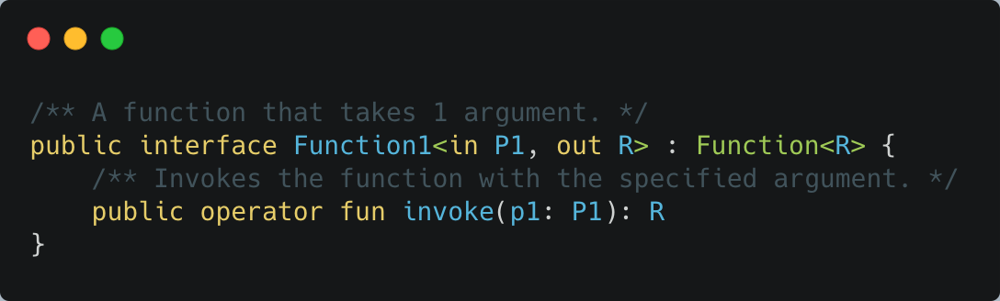 /** A function that takes 1 argument. */
public interface Function1<in P1, out R> : Function<R> {
    /** Invokes the function with the specified argument. */
    public operator fun invoke(p1: P1): R
}